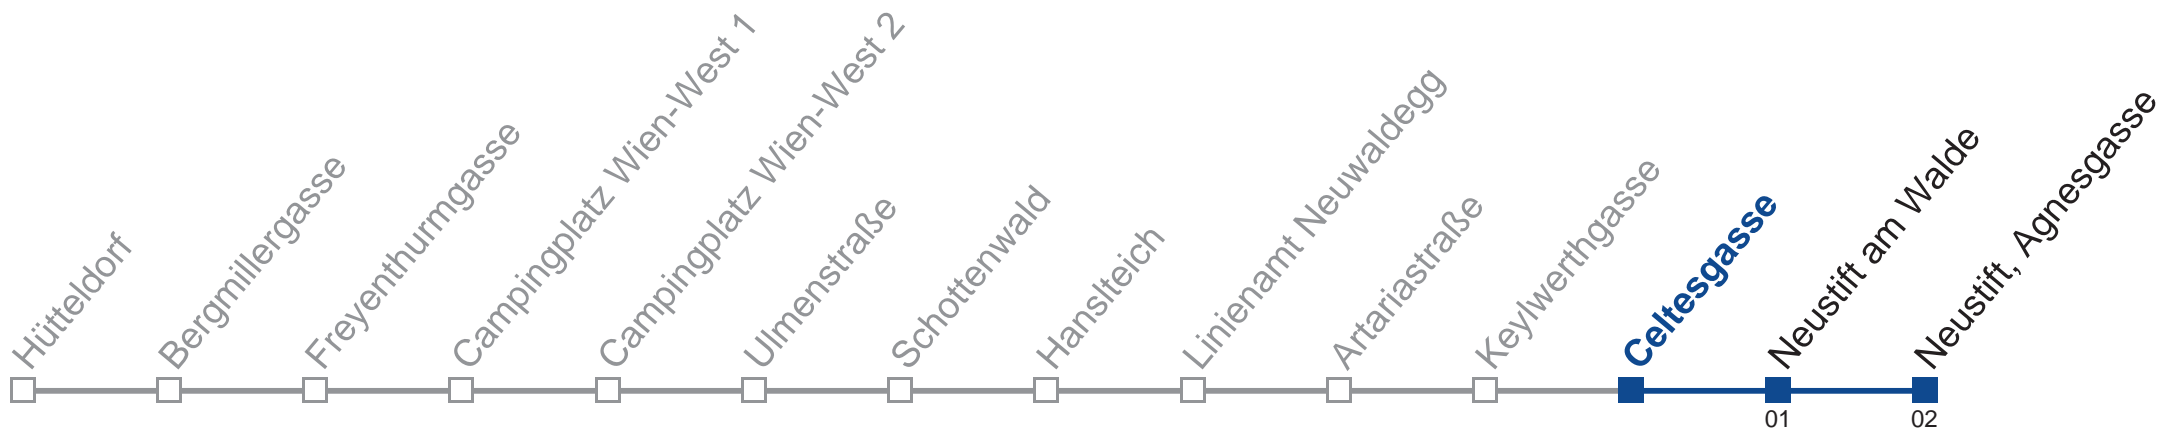 Hütteldorf
Bergmillergasse
Freyenthurmgasse
Campingplatz Wien-West 1
Campingplatz Wien-West 2
Ulmenstraße
Schottenwald
Hanslteich
Linienamt Neuwaldegg
Artariastraße
Keylwerthgasse
Celtesgasse
Neustift am Walde
Neustift, Agnesgasse
01
02